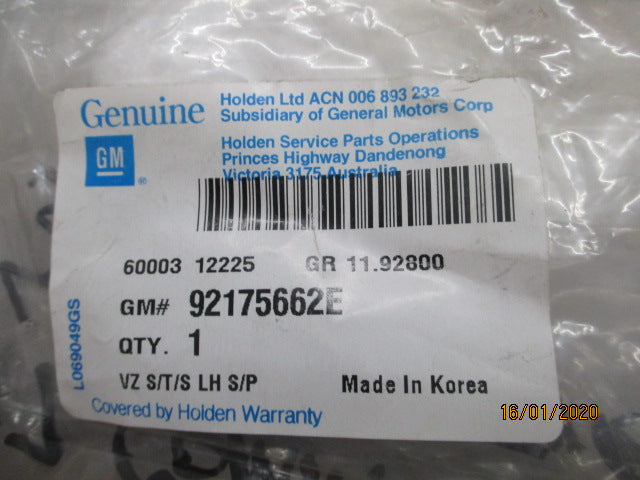 Genuine
GM
®
Holden Ltd ACN 006 893 232
Subsidiary of General Motors Corp
Holden Service Parts Operations
Princes Highway Dandenong
Victoria 3175 Australia
60003 12225 GR 11.92800
GM# 92175662E
QTY. 1
VZ S/T/S LH S/P Made In Korea
Covered by Holden Warranty
L069049GS
16/01/2020